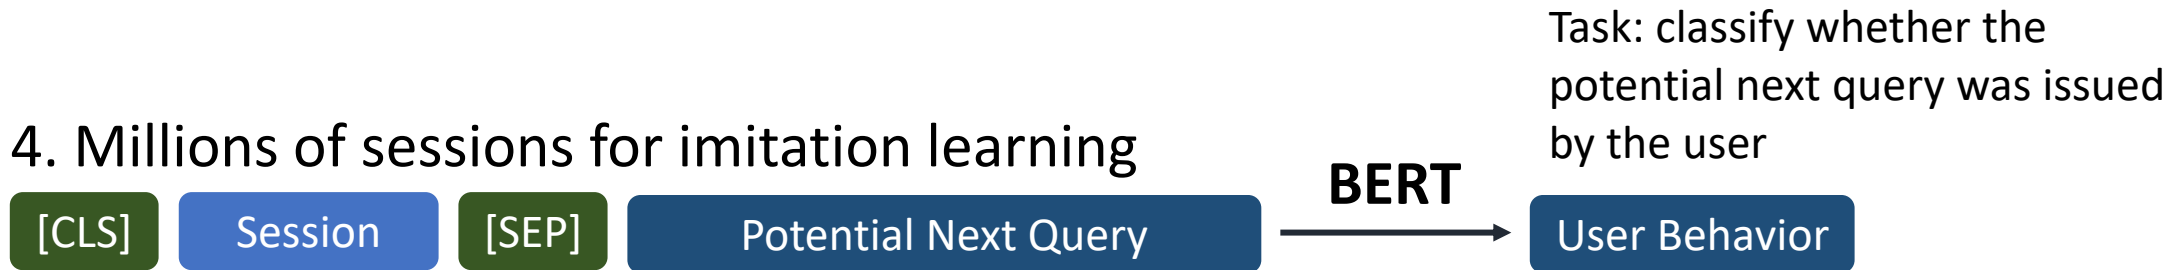 Task: classify whether the
potential next query was issued
by the user
4. Millions of sessions for imitation learning
BERT
[CLS]
Session
[SEP]
Potential Next Query
User Behavior